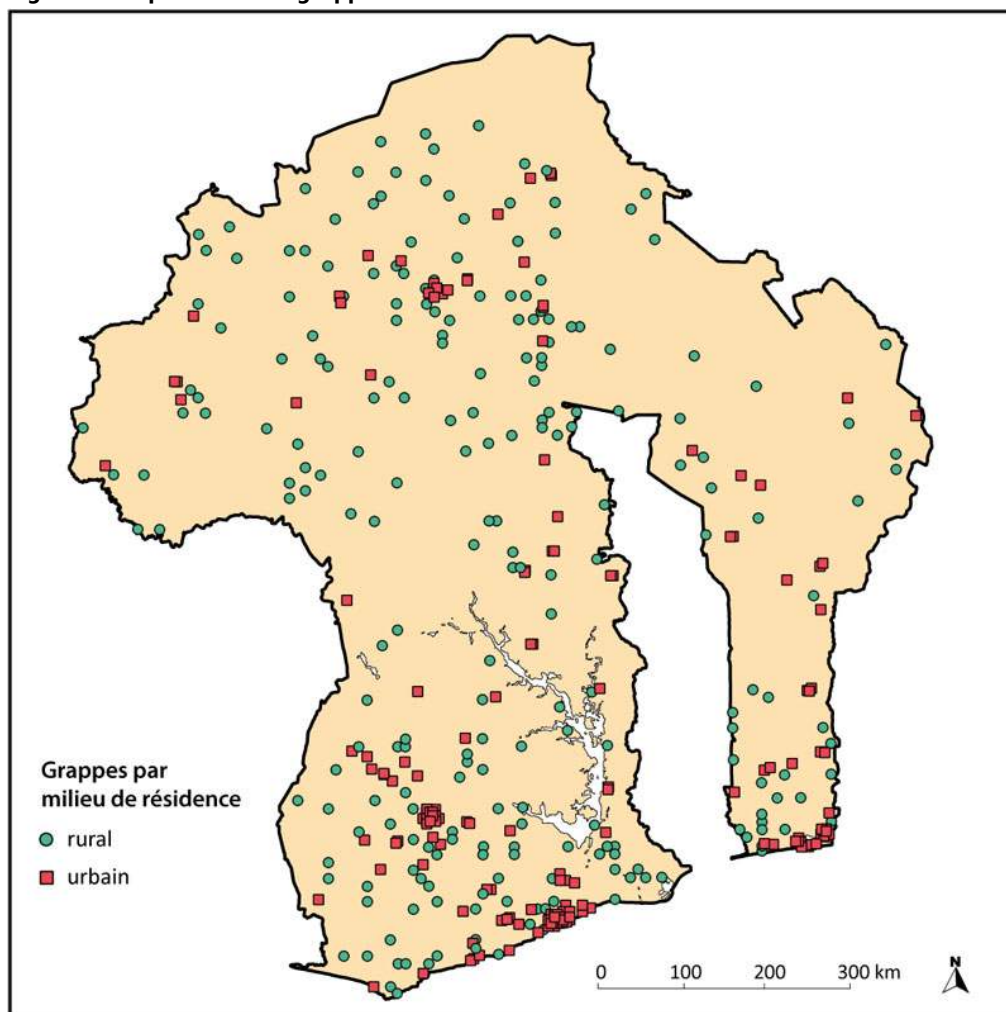 Grappes par
milieu de résidence
rural
urbain
0 100 200 300 km
N